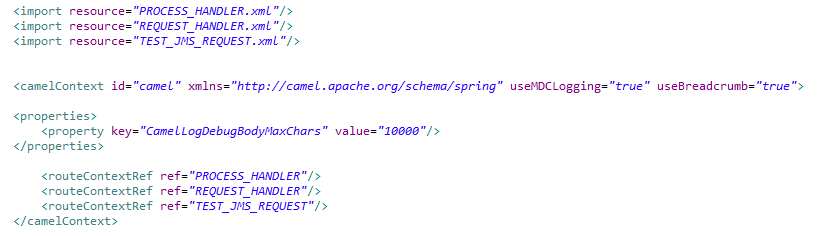 <import resource="PROCESS_HANDLER.xml"/>
<import resource="REQUEST_HANDLER.xml"/>
<import resource="TEST_JMS_REQUEST.xml"/>
<camelContext id="camel" xmlns="http://camel.apache.org/schema/spring" useMDCLogging="true" useBreadcrumb="true">
<properties>
<property key="CamelLogDebugBodyMaxChars" value="10000"/>
</properties>
<routeContextRef ref="PROCESS_HANDLER"/>
<routeContextRef ref="REQUEST_HANDLER"/>
<routeContextRef ref="TEST_JMS_REQUEST"/>
</camelContext>